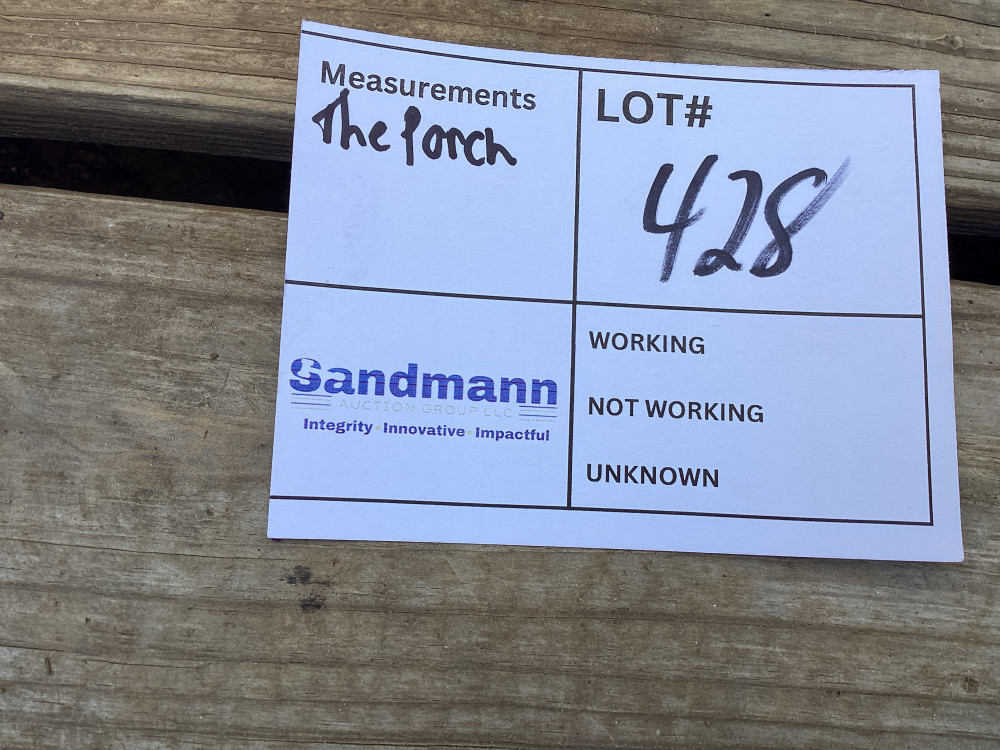 Measurements
The Porch
LOT#
428
Sandmann
AUCTION GROUP LLC
Integrity Innovative Impactful
WORKING
NOT WORKING
UNKNOWN